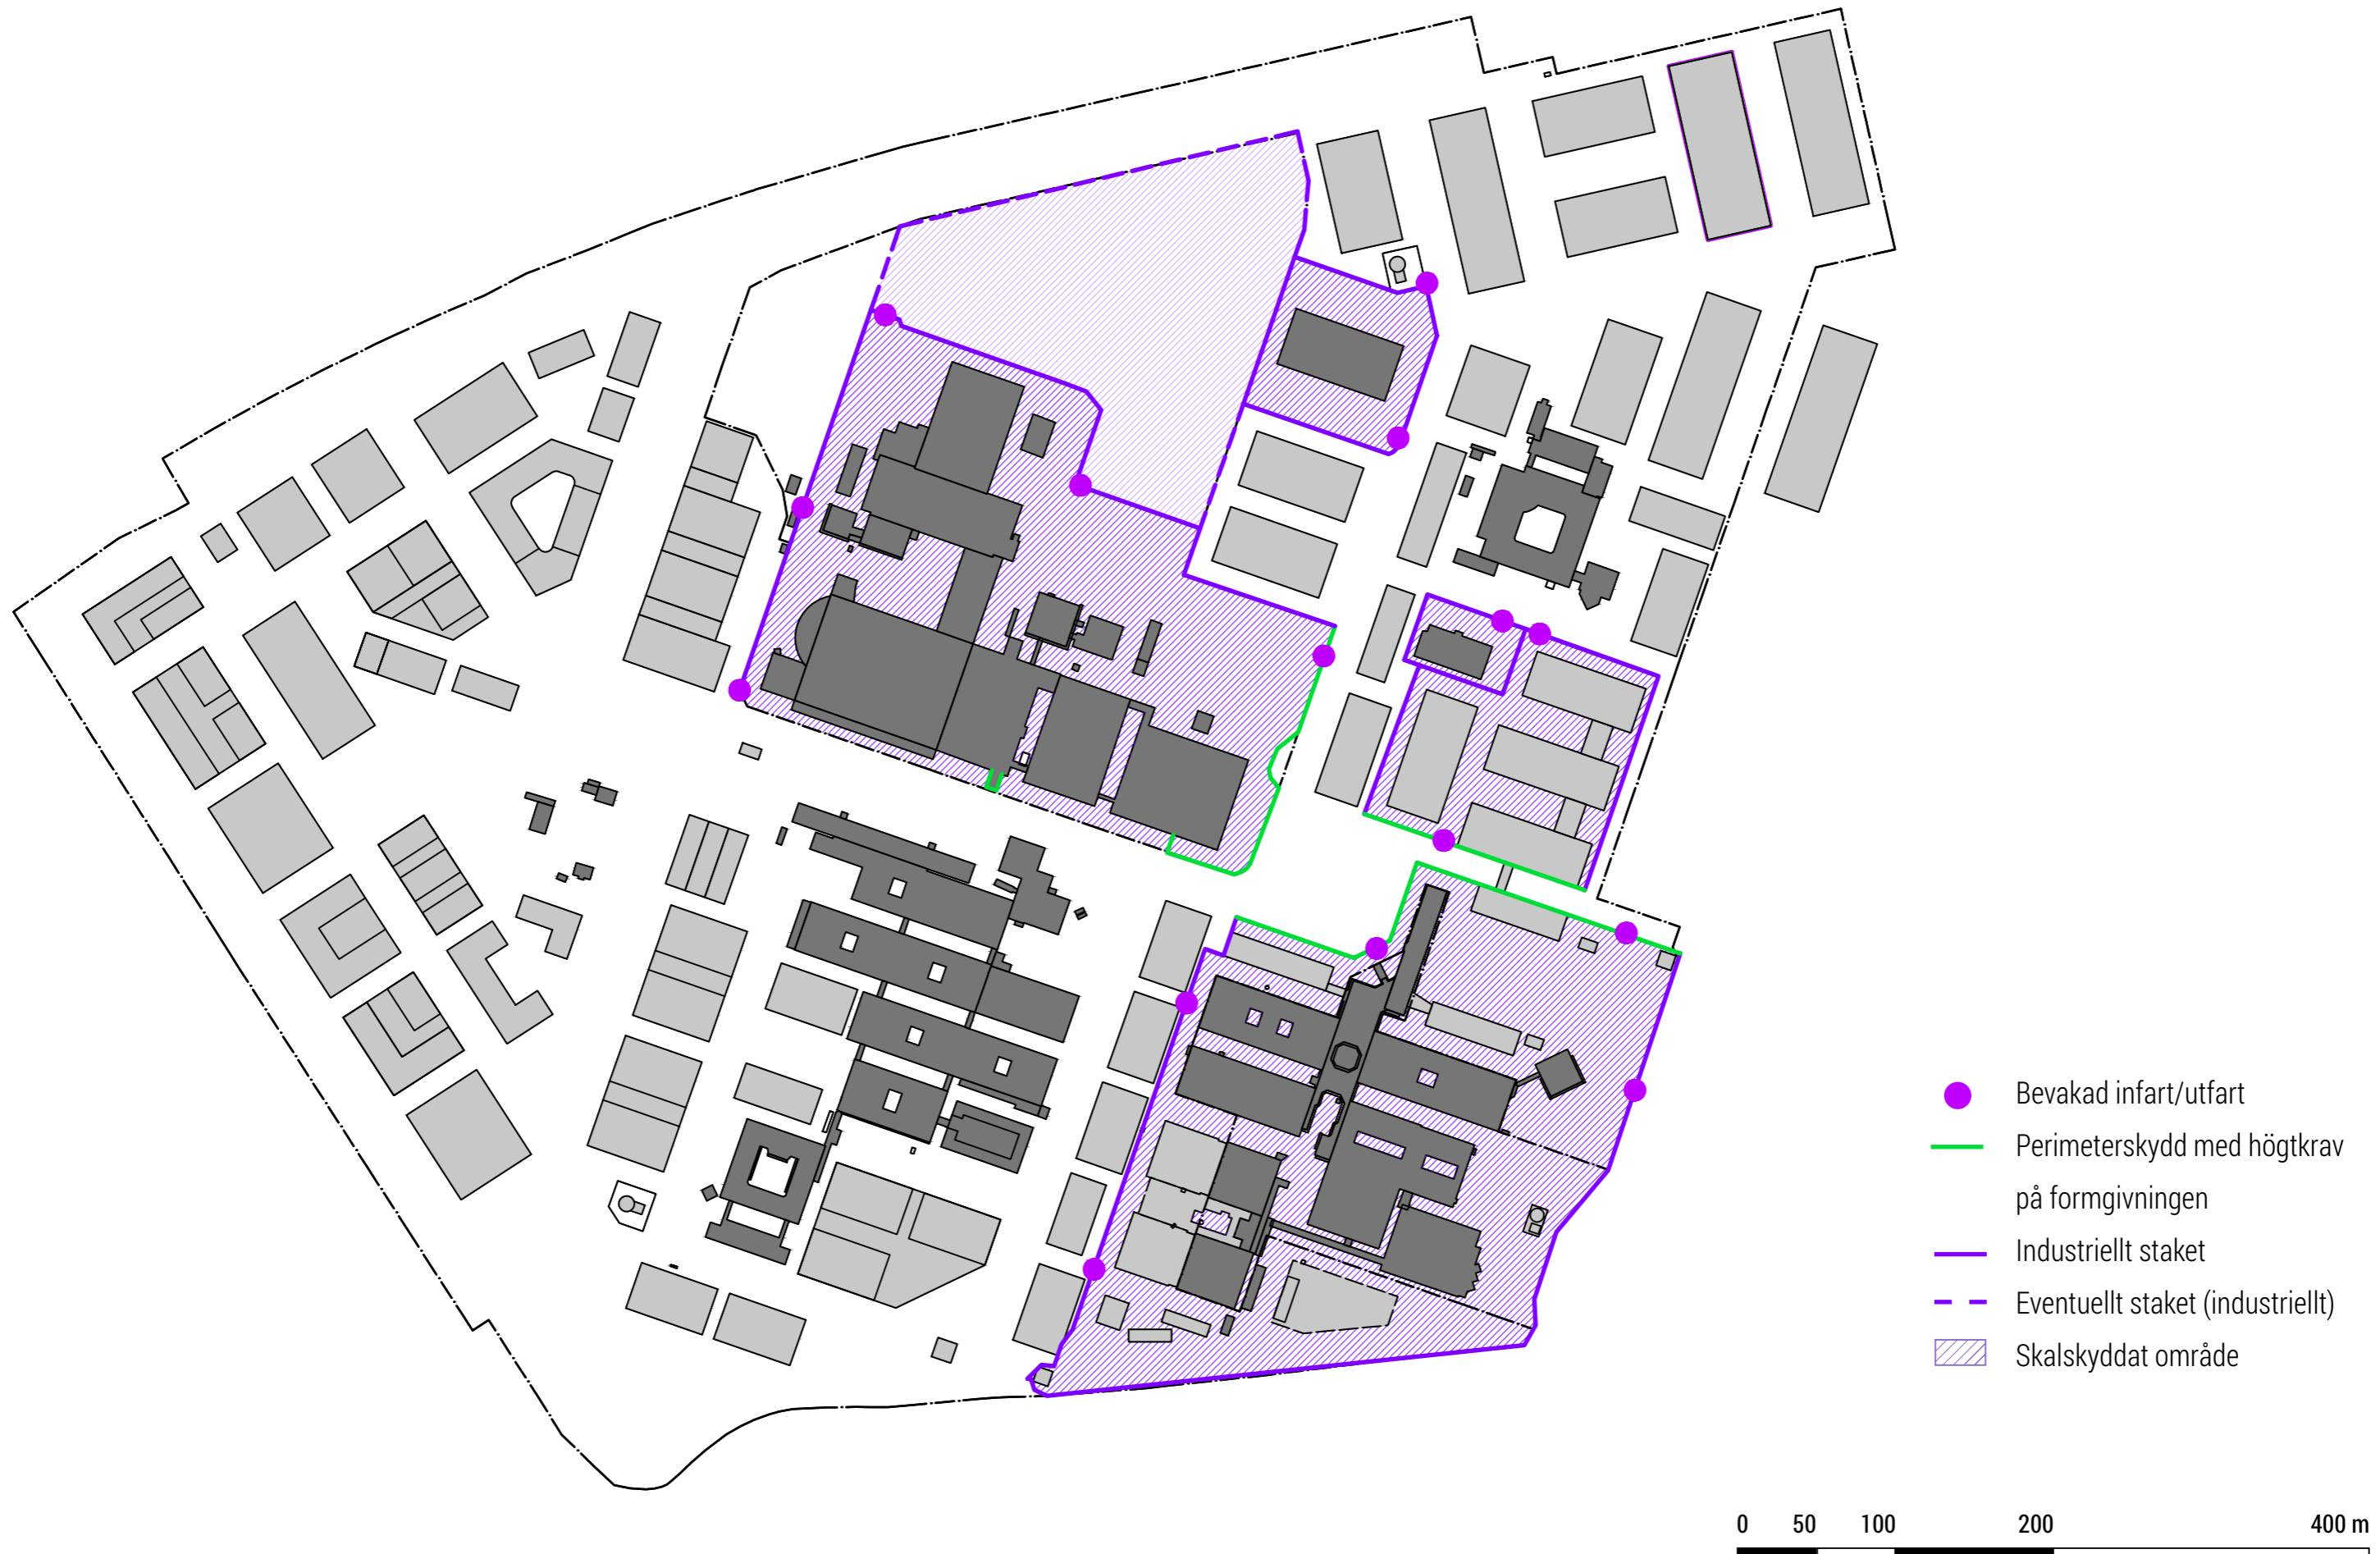 Bevakad infart/utfart
Perimeterskydd med högtkrav
på formgivningen
Industriellt staket
Eventuellt staket (industriellt)
Skalskyddat område
0 50 100 200 400 m